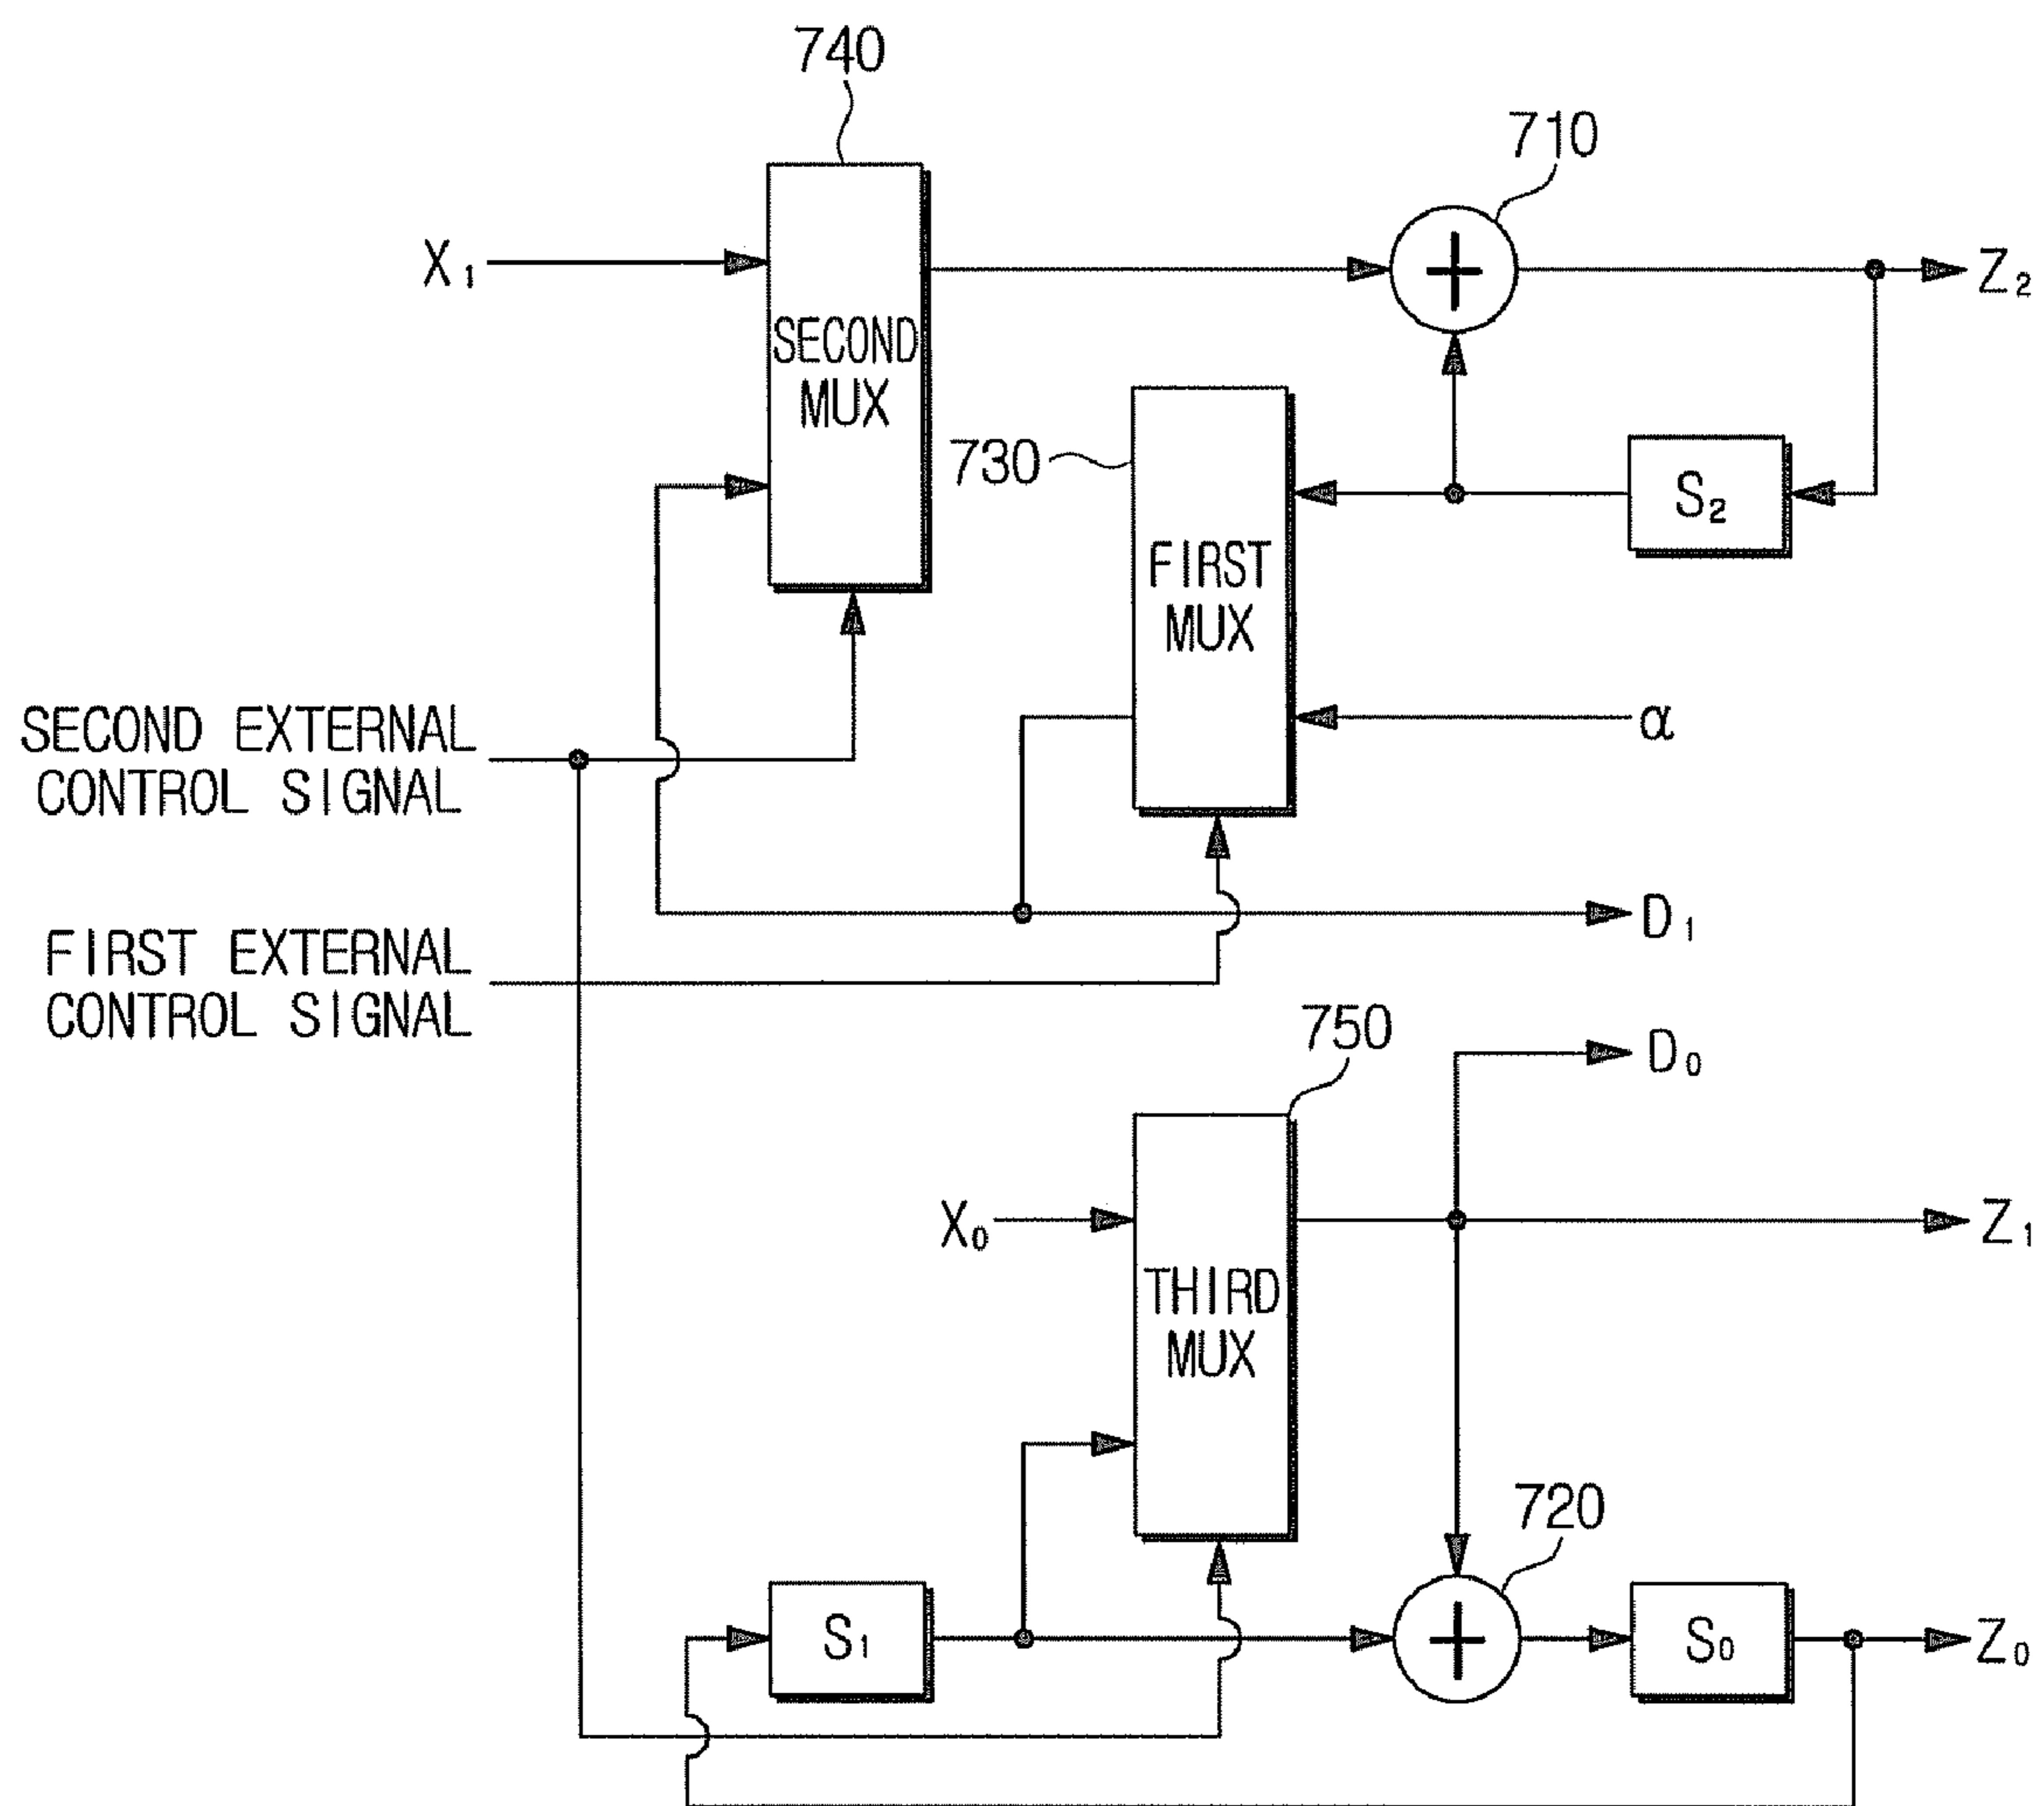 740
710
X₁
Z₂
SECOND
MUX
730
S₂
FIRST
MUX
α
SECOND EXTERNAL
CONTROL SIGNAL
D₁
FIRST EXTERNAL
CONTROL SIGNAL
750
D₀
X₀
Z₁
THIRD
MUX
720
S₁
S₀
Z₀